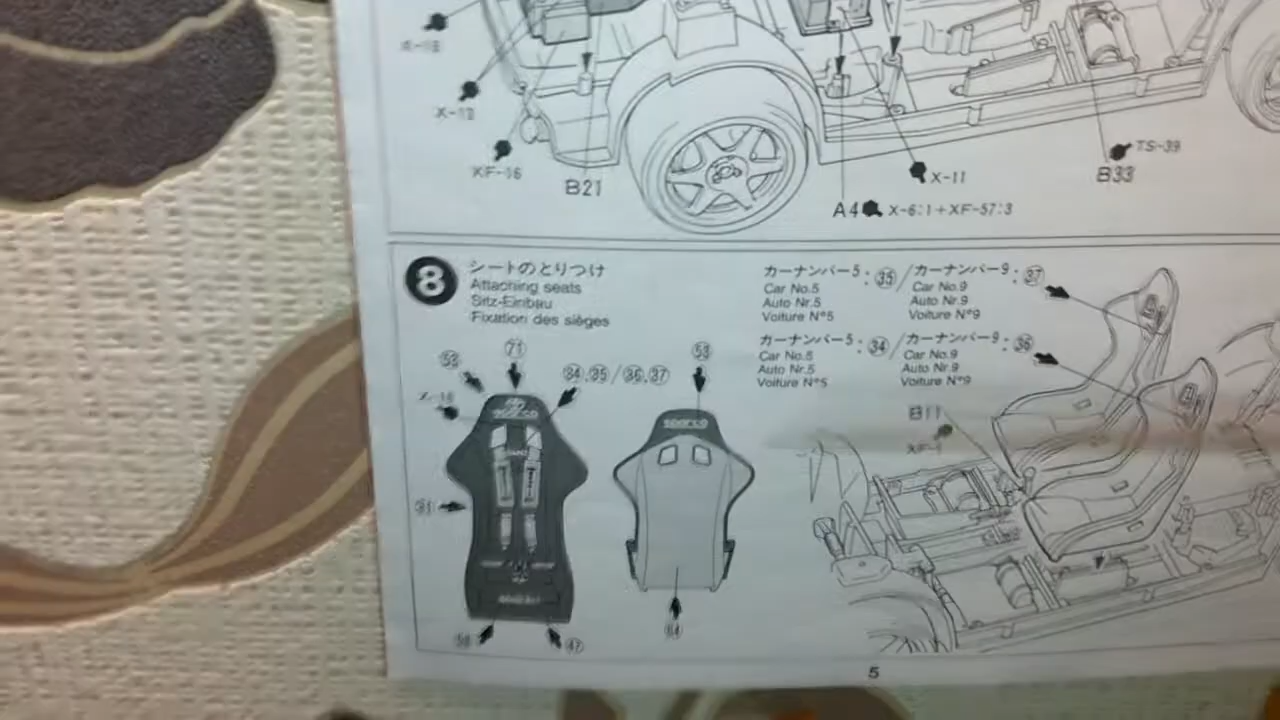 X-18
X-12
XF-16
B21
A4 X-6:1+XF-57:3
X-11
B33
TS-39
8
シートのとりつけ
Attaching seats
Sitz-Einbau
Fixation des sièges
カーナンバー5:㉟/カーナンバー9:㊲
Car No.5 Car No.9
Auto Nr.5 Auto Nr.9
Voiture N°5 Voiture N°9
カーナンバー5:㉞/カーナンバー9:㊱
Car No.5 Car No.9
Auto Nr.5 Auto Nr.9
Voiture N°5 Voiture N°9
71
㉞,㉟/㊱,㊲
sparco
sparco
B11
64
47
5